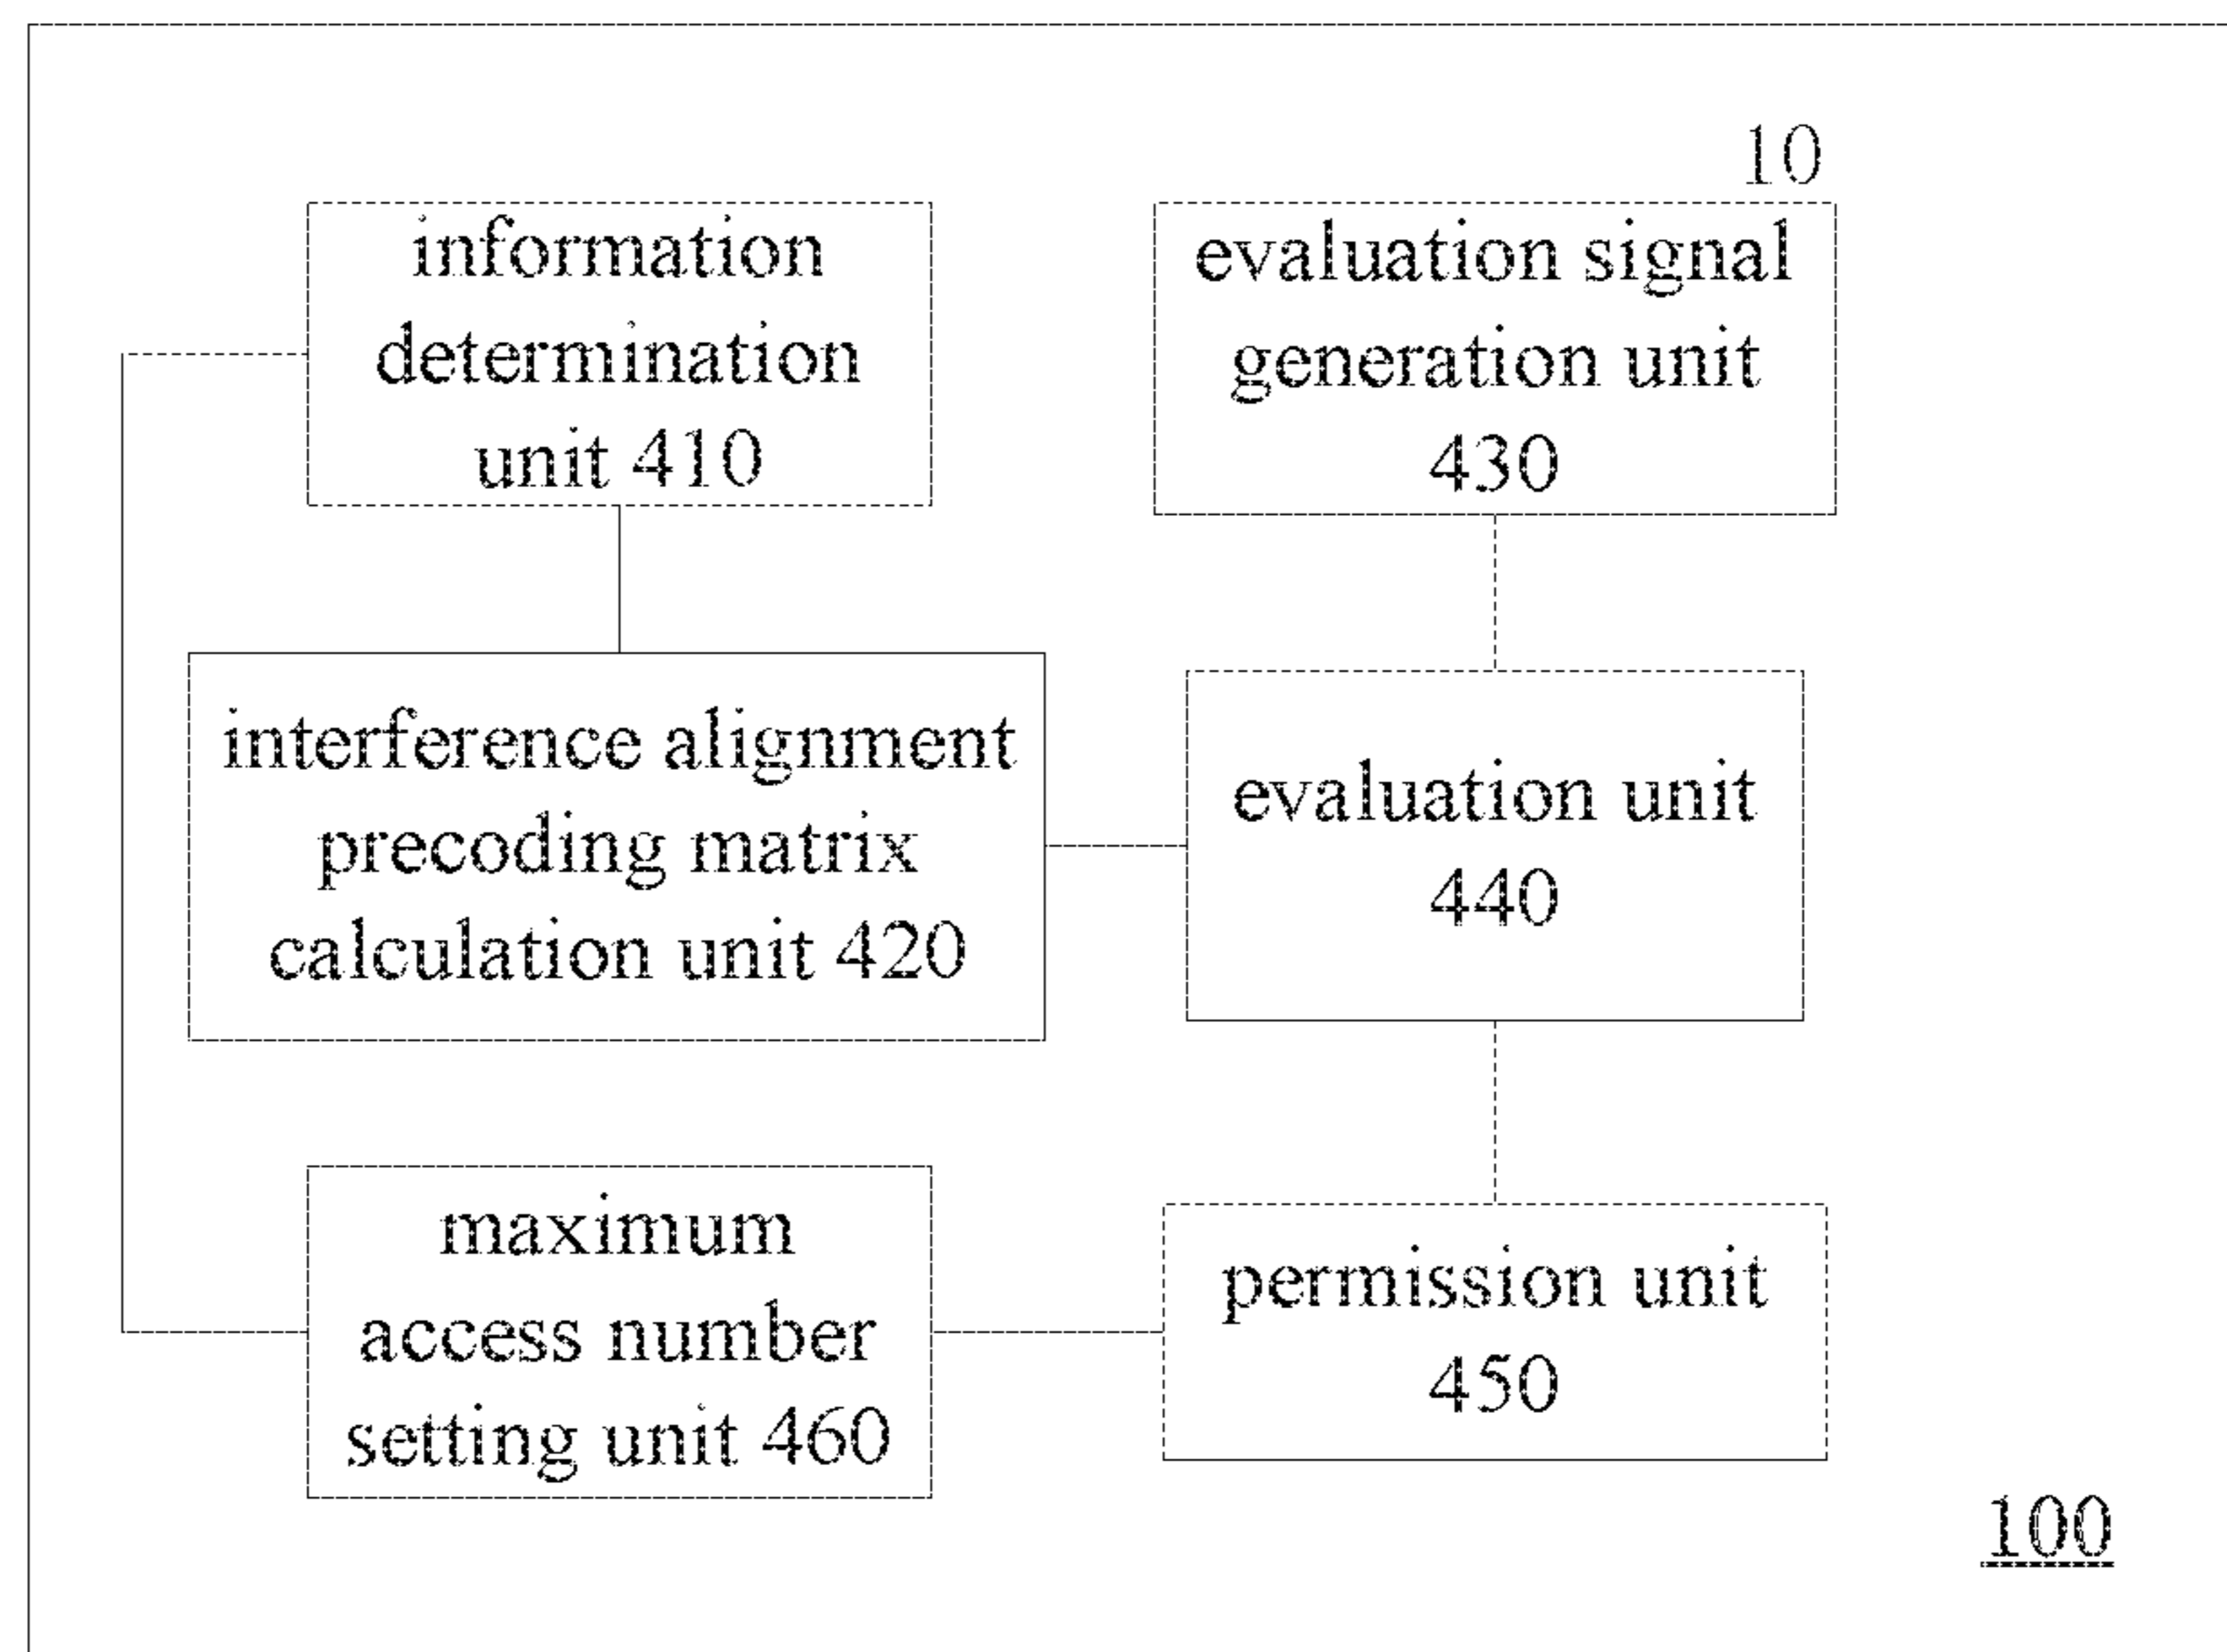 10
information
determination
unit 410
evaluation signal
generation unit
430
interference alignment
precoding matrix
calculation unit 420
evaluation unit
440
maximum
access number
setting unit 460
permission unit
450
100